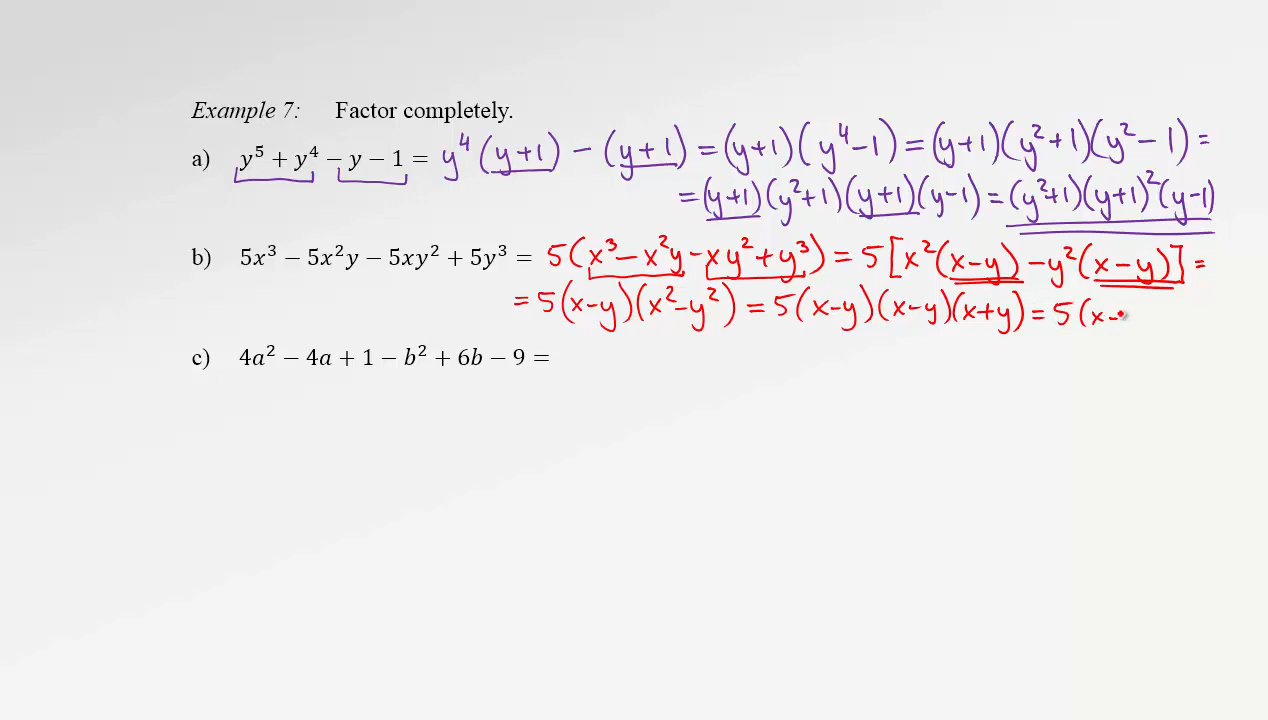 Example 7: Factor completely.
a) y⁵ + y⁴ − y − 1 = y⁴(y+1) − (y+1) = (y+1)(y⁴−1) = (y+1)(y²+1)(y²−1) =
= (y+1)(y²+1)(y+1)(y−1) = (y²+1)(y+1)²(y−1)
b) 5x³ − 5x²y − 5xy² + 5y³ = 5(x³−x²y−xy²+y³) = 5[x²(x−y) −y²(x−y)] =
= 5(x−y)(x²−y²) = 5(x−y)(x−y)(x+y) = 5(x-
c) 4a² − 4a + 1 − b² + 6b − 9 =